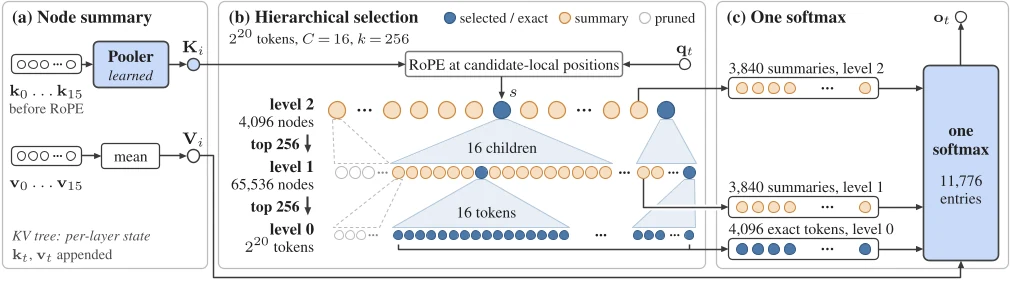 (a) Node summary
Pooler
learned
K_i
k_0 … k_15
before RoPE
mean
V_i
v_0 … v_15
KV tree: per-layer state
k_t, v_t appended
(b) Hierarchical selection
selected / exact
summary
pruned
2^20 tokens, C = 16, k = 256
q_t
RoPE at candidate-local positions
s
level 2
4,096 nodes
top 256
16 children
level 1
65,536 nodes
top 256
16 tokens
level 0
2^20 tokens
(c) One softmax
o_t
3,840 summaries, level 2
3,840 summaries, level 1
4,096 exact tokens, level 0
one
softmax
11,776
entries